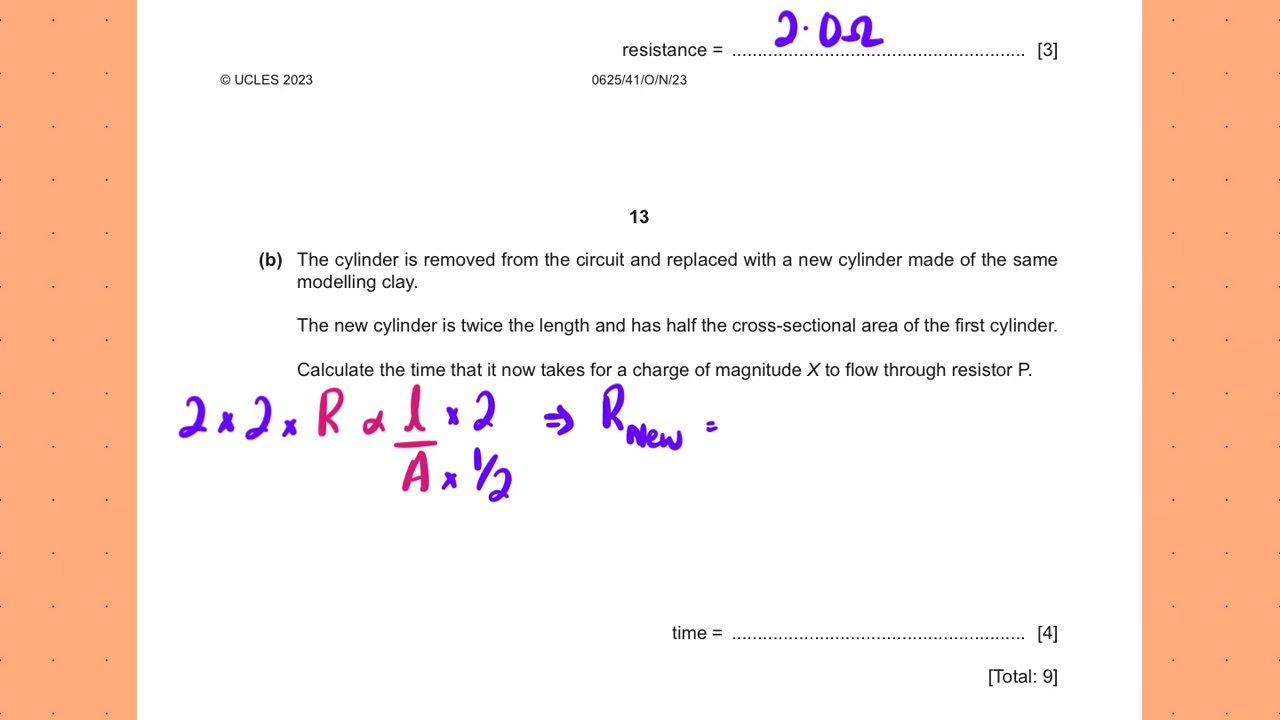 2.0Ω
resistance = ...................................................... [3]
© UCLES 2023 0625/41/O/N/23
13
(b) The cylinder is removed from the circuit and replaced with a new cylinder made of the same
modelling clay.
The new cylinder is twice the length and has half the cross-sectional area of the first cylinder.
Calculate the time that it now takes for a charge of magnitude X to flow through resistor P.
2 × 2 × R ∝ l × 2 ⇒ R New =
A × 1/2
time = ...................................................... [4]
[Total: 9]